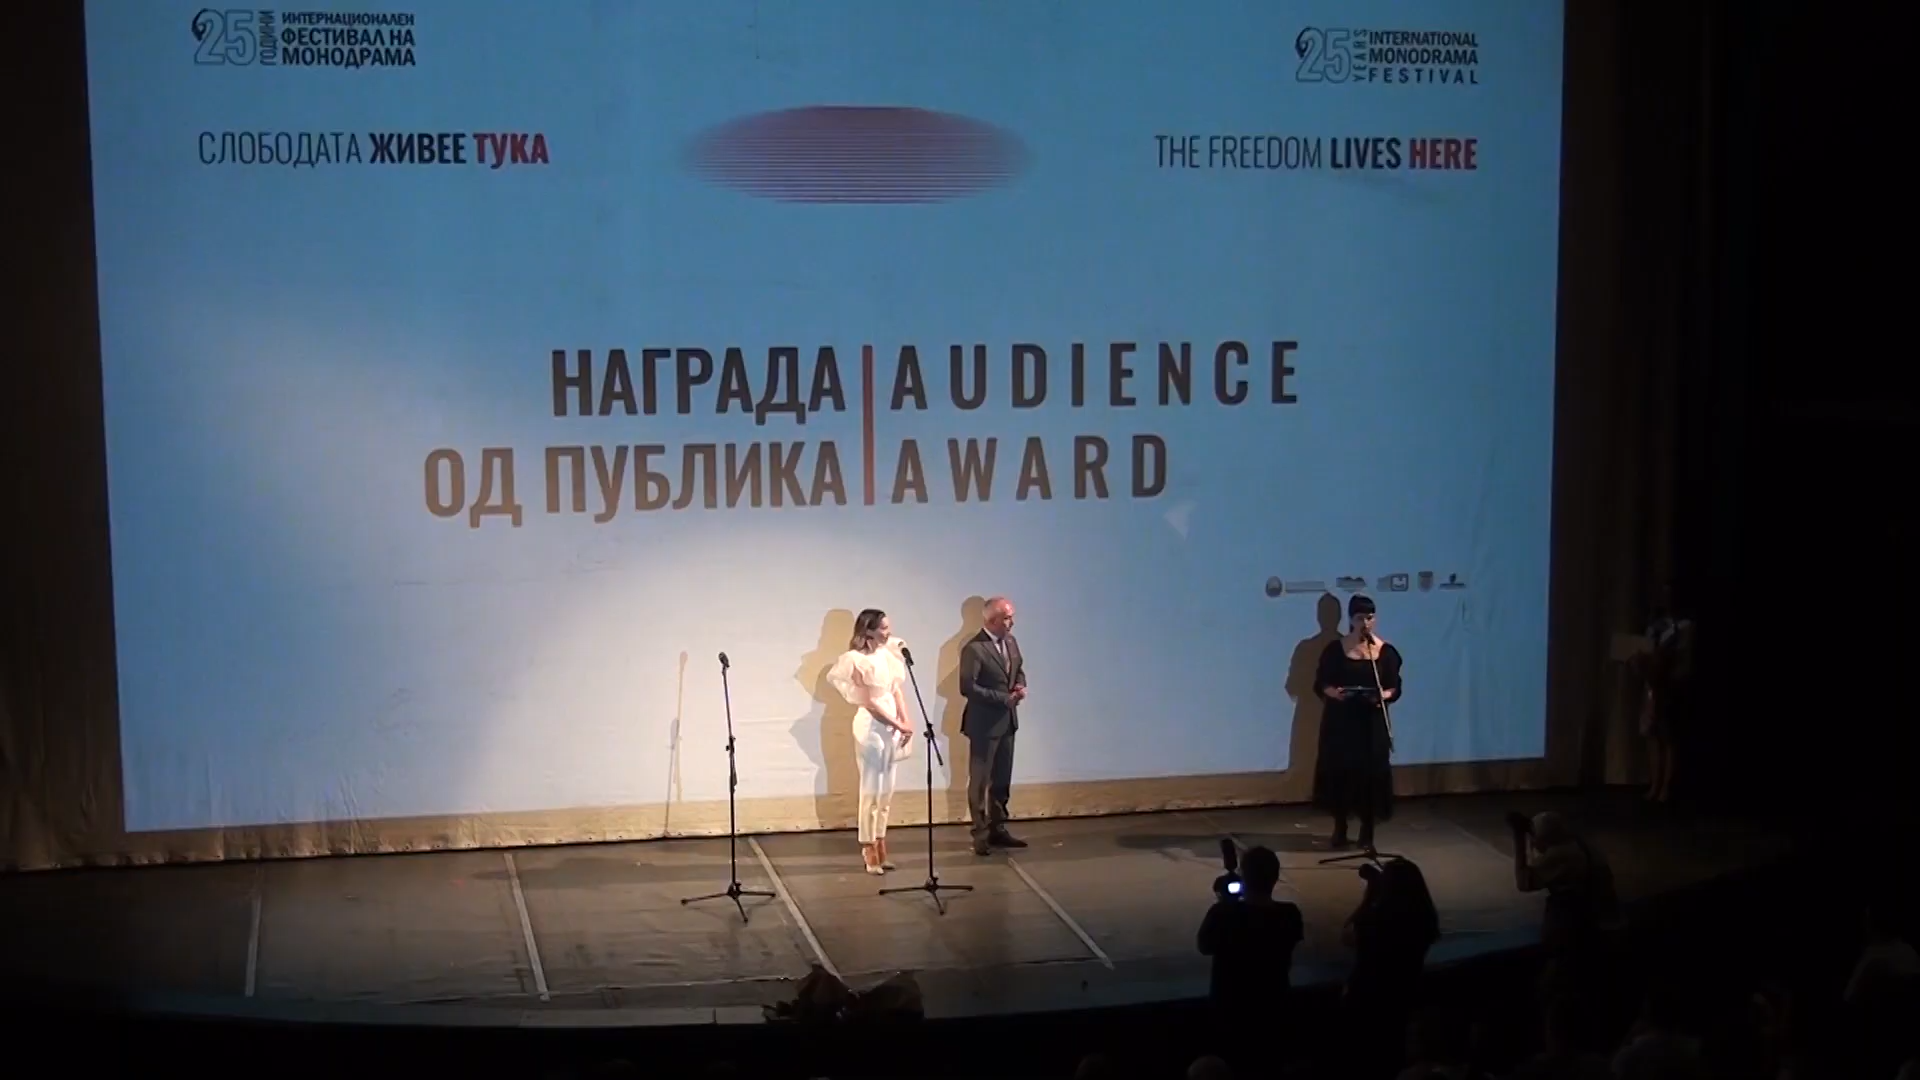 25 ГОДИНИ
ИНТЕРНАЦИОНАЛЕН
ФЕСТИВАЛ НА
МОНОДРАМА
25 YEARS
INTERNATIONAL
MONODRAMA
FESTIVAL
СЛОБОДАТА ЖИВЕЕ ТУКА
THE FREEDOM LIVES HERE
НАГРАДА
ОД ПУБЛИКА
AUDIENCE
AWARD